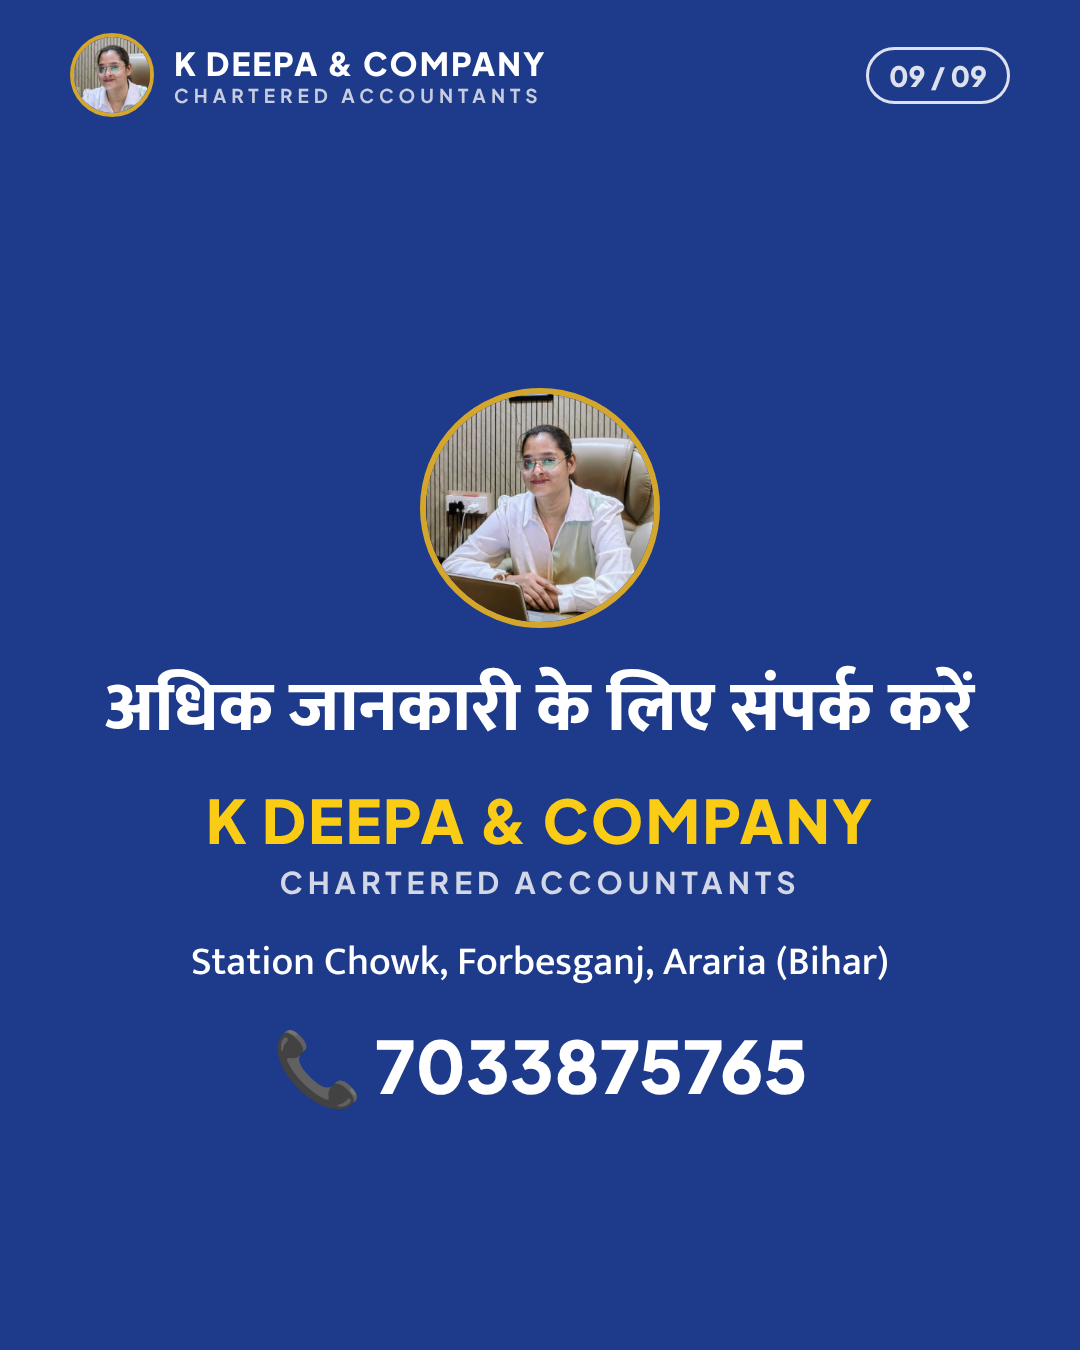 K DEEPA & COMPANY
CHARTERED ACCOUNTANTS
09 / 09
अधिक जानकारी के लिए संपर्क करें
K DEEPA & COMPANY
CHARTERED ACCOUNTANTS
Station Chowk, Forbesganj, Araria (Bihar)
📞 7033875765